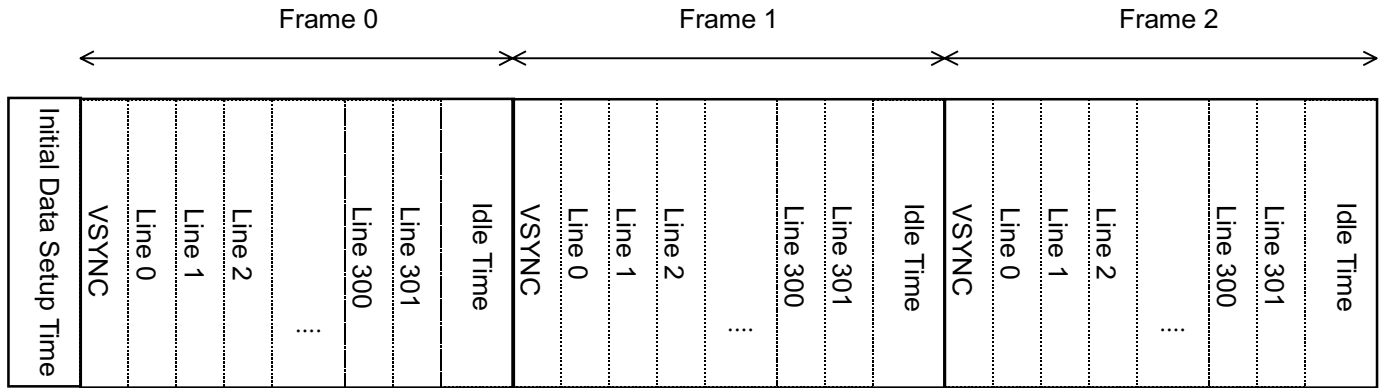 Frame 0
Frame 1
Frame 2
Initial Data Setup Time
VSYNC
Line 0
Line 1
Line 2
....
Line 300
Line 301
Idle Time
VSYNC
Line 0
Line 1
Line 2
....
Line 300
Line 301
Idle Time
VSYNC
Line 0
Line 1
Line 2
....
Line 300
Line 301
Idle Time